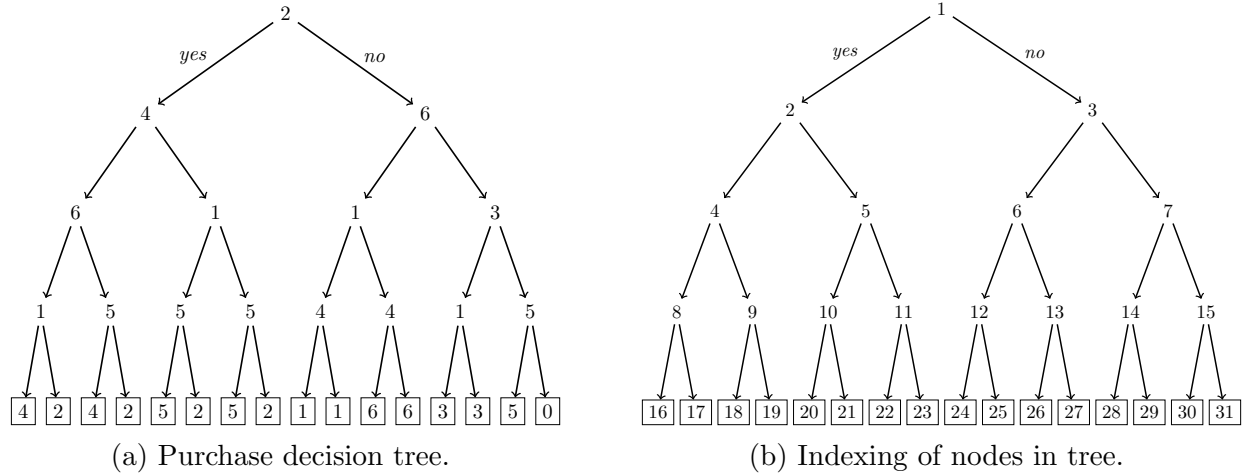 2
yes no
4 6
6 1 1 3
1 5 5 5 4 4 1 5
4 2 4 2 5 2 5 2 1 1 6 6 3 3 5 0
(a) Purchase decision tree.
1
yes no
2 3
4 5 6 7
8 9 10 11 12 13 14 15
16 17 18 19 20 21 22 23 24 25 26 27 28 29 30 31
(b) Indexing of nodes in tree.